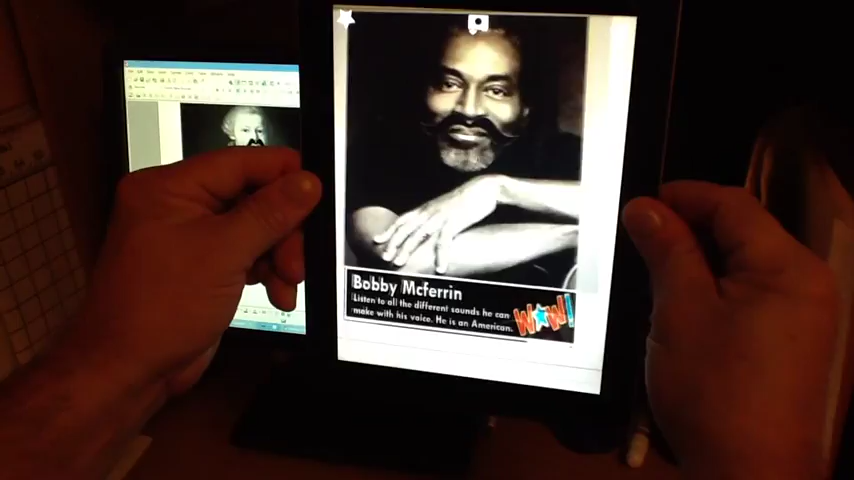 Bobby Mcferrin
Listen to all the different sounds he can
make with his voice. He is an American.
WOW!